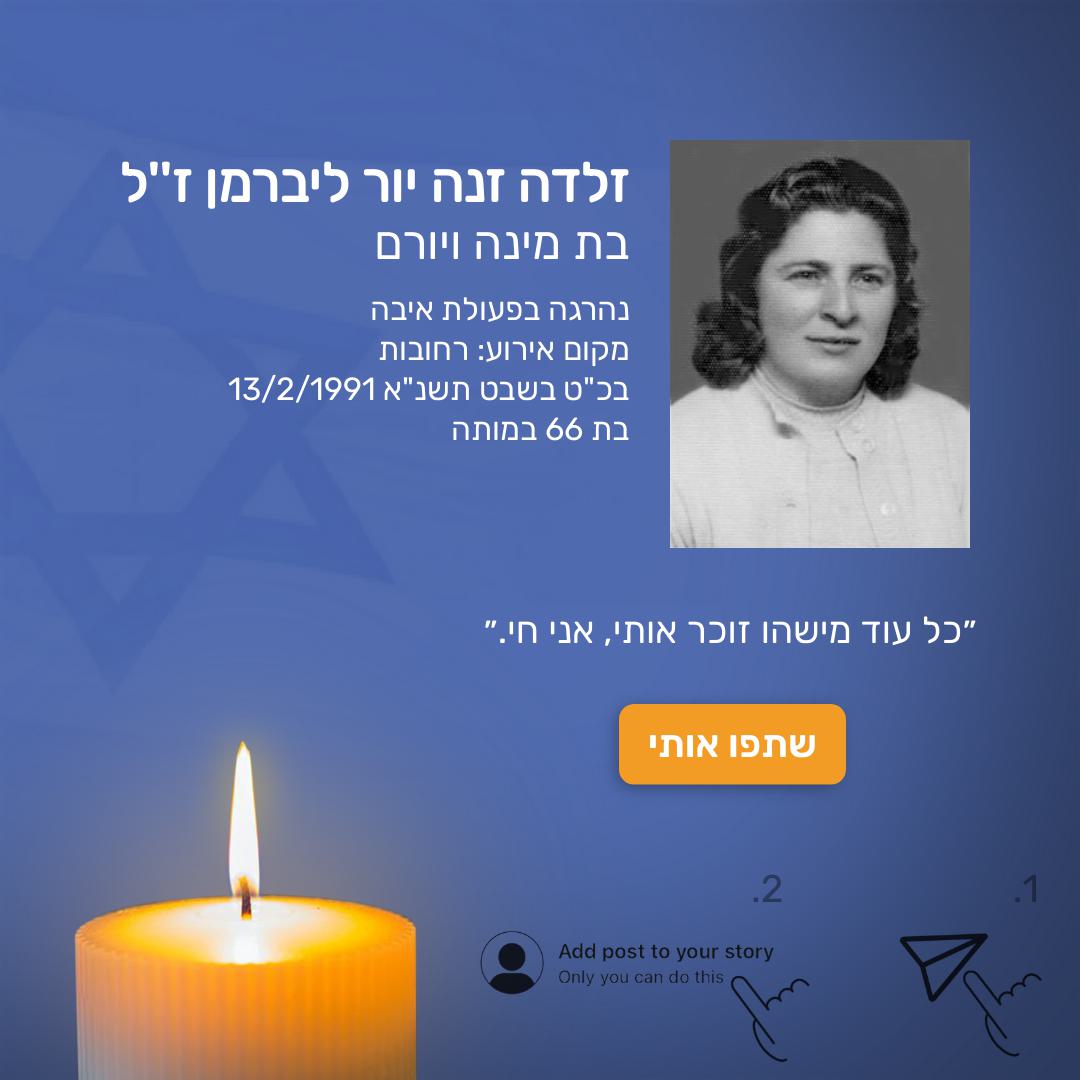 זלדה זנה יור ליברמן ז"ל
בת מינה ויורם
נהרגה בפעולת איבה
מקום אירוע: רחובות
בכ"ט בשבט תשנ"א 13/2/1991
בת 66 במותה
״כל עוד מישהו זוכר אותי, אני חי.״
שתפו אותי
1.
2.
Add post to your story
Only you can do this